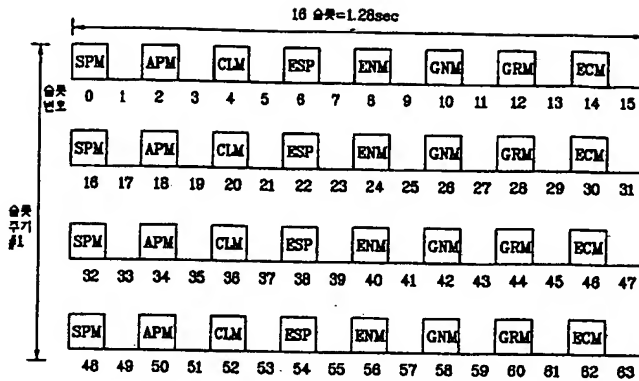 16 슬롯=1.28sec
SPM APM CLM ESP ENM GNM GRM ECM
슬롯 번호 0 1 2 3 4 5 6 7 8 9 10 11 12 13 14 15
SPM APM CLM ESP ENM GNM GRM ECM
16 17 18 19 20 21 22 23 24 25 26 27 28 29 30 31
슬롯 주기 #1
SPM APM CLM ESP ENM GNM GRM ECM
32 33 34 35 36 37 38 39 40 41 42 43 44 45 46 47
SPM APM CLM ESP ENM GNM GRM ECM
48 49 50 51 52 53 54 55 56 57 58 59 60 61 62 63